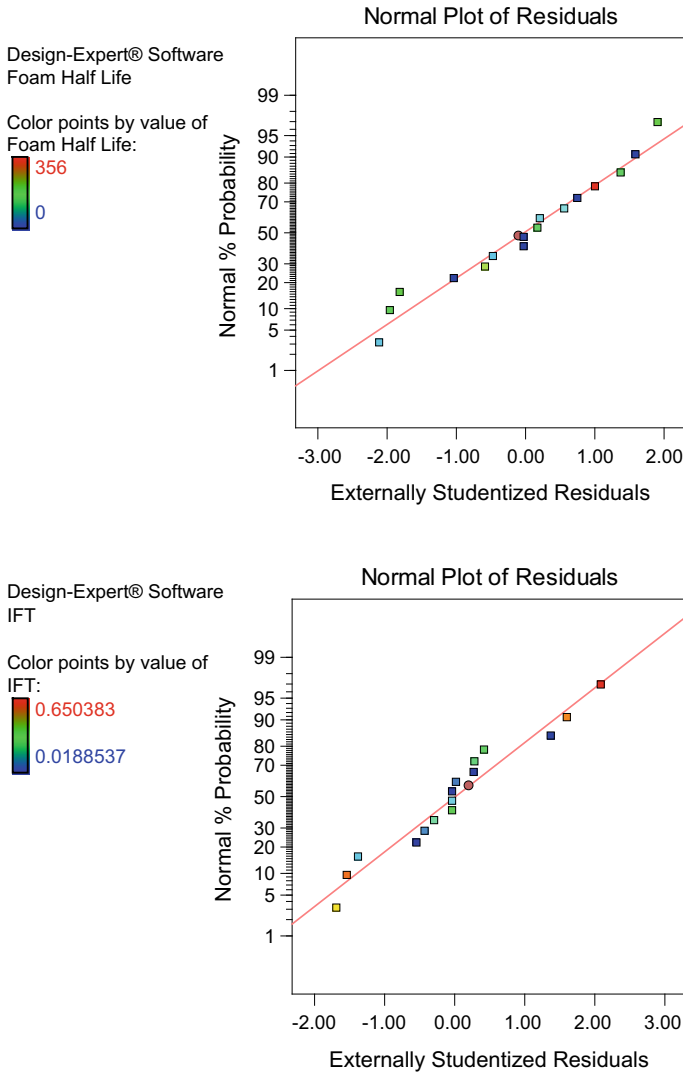 Normal Plot of Residuals
Design-Expert® Software
Foam Half Life
Color points by value of
Foam Half Life:
356
0
Normal % Probability
99
95
90
80
70
50
30
20
10
5
1
-3.00 -2.00 -1.00 0.00 1.00 2.00
Externally Studentized Residuals
Normal Plot of Residuals
Design-Expert® Software
IFT
Color points by value of
IFT:
0.650383
0.0188537
Normal % Probability
99
95
90
80
70
50
30
20
10
5
1
-2.00 -1.00 0.00 1.00 2.00 3.00
Externally Studentized Residuals